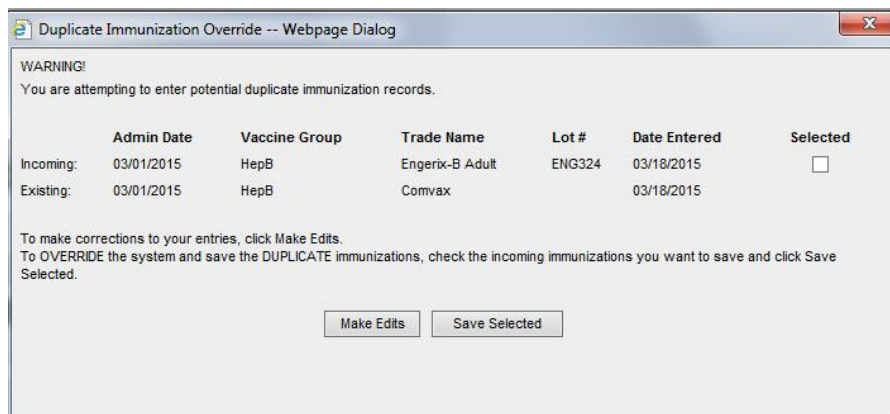 Duplicate Immunization Override -- Webpage Dialog
WARNING!
You are attempting to enter potential duplicate immunization records.
Admin Date Vaccine Group Trade Name Lot # Date Entered Selected
Incoming: 03/01/2015 HepB Engerix-B Adult ENG324 03/18/2015
Existing: 03/01/2015 HepB Comvax 03/18/2015
To make corrections to your entries, click Make Edits.
To OVERRIDE the system and save the DUPLICATE immunizations, check the incoming immunizations you want to save and click Save
Selected.
Make Edits Save Selected